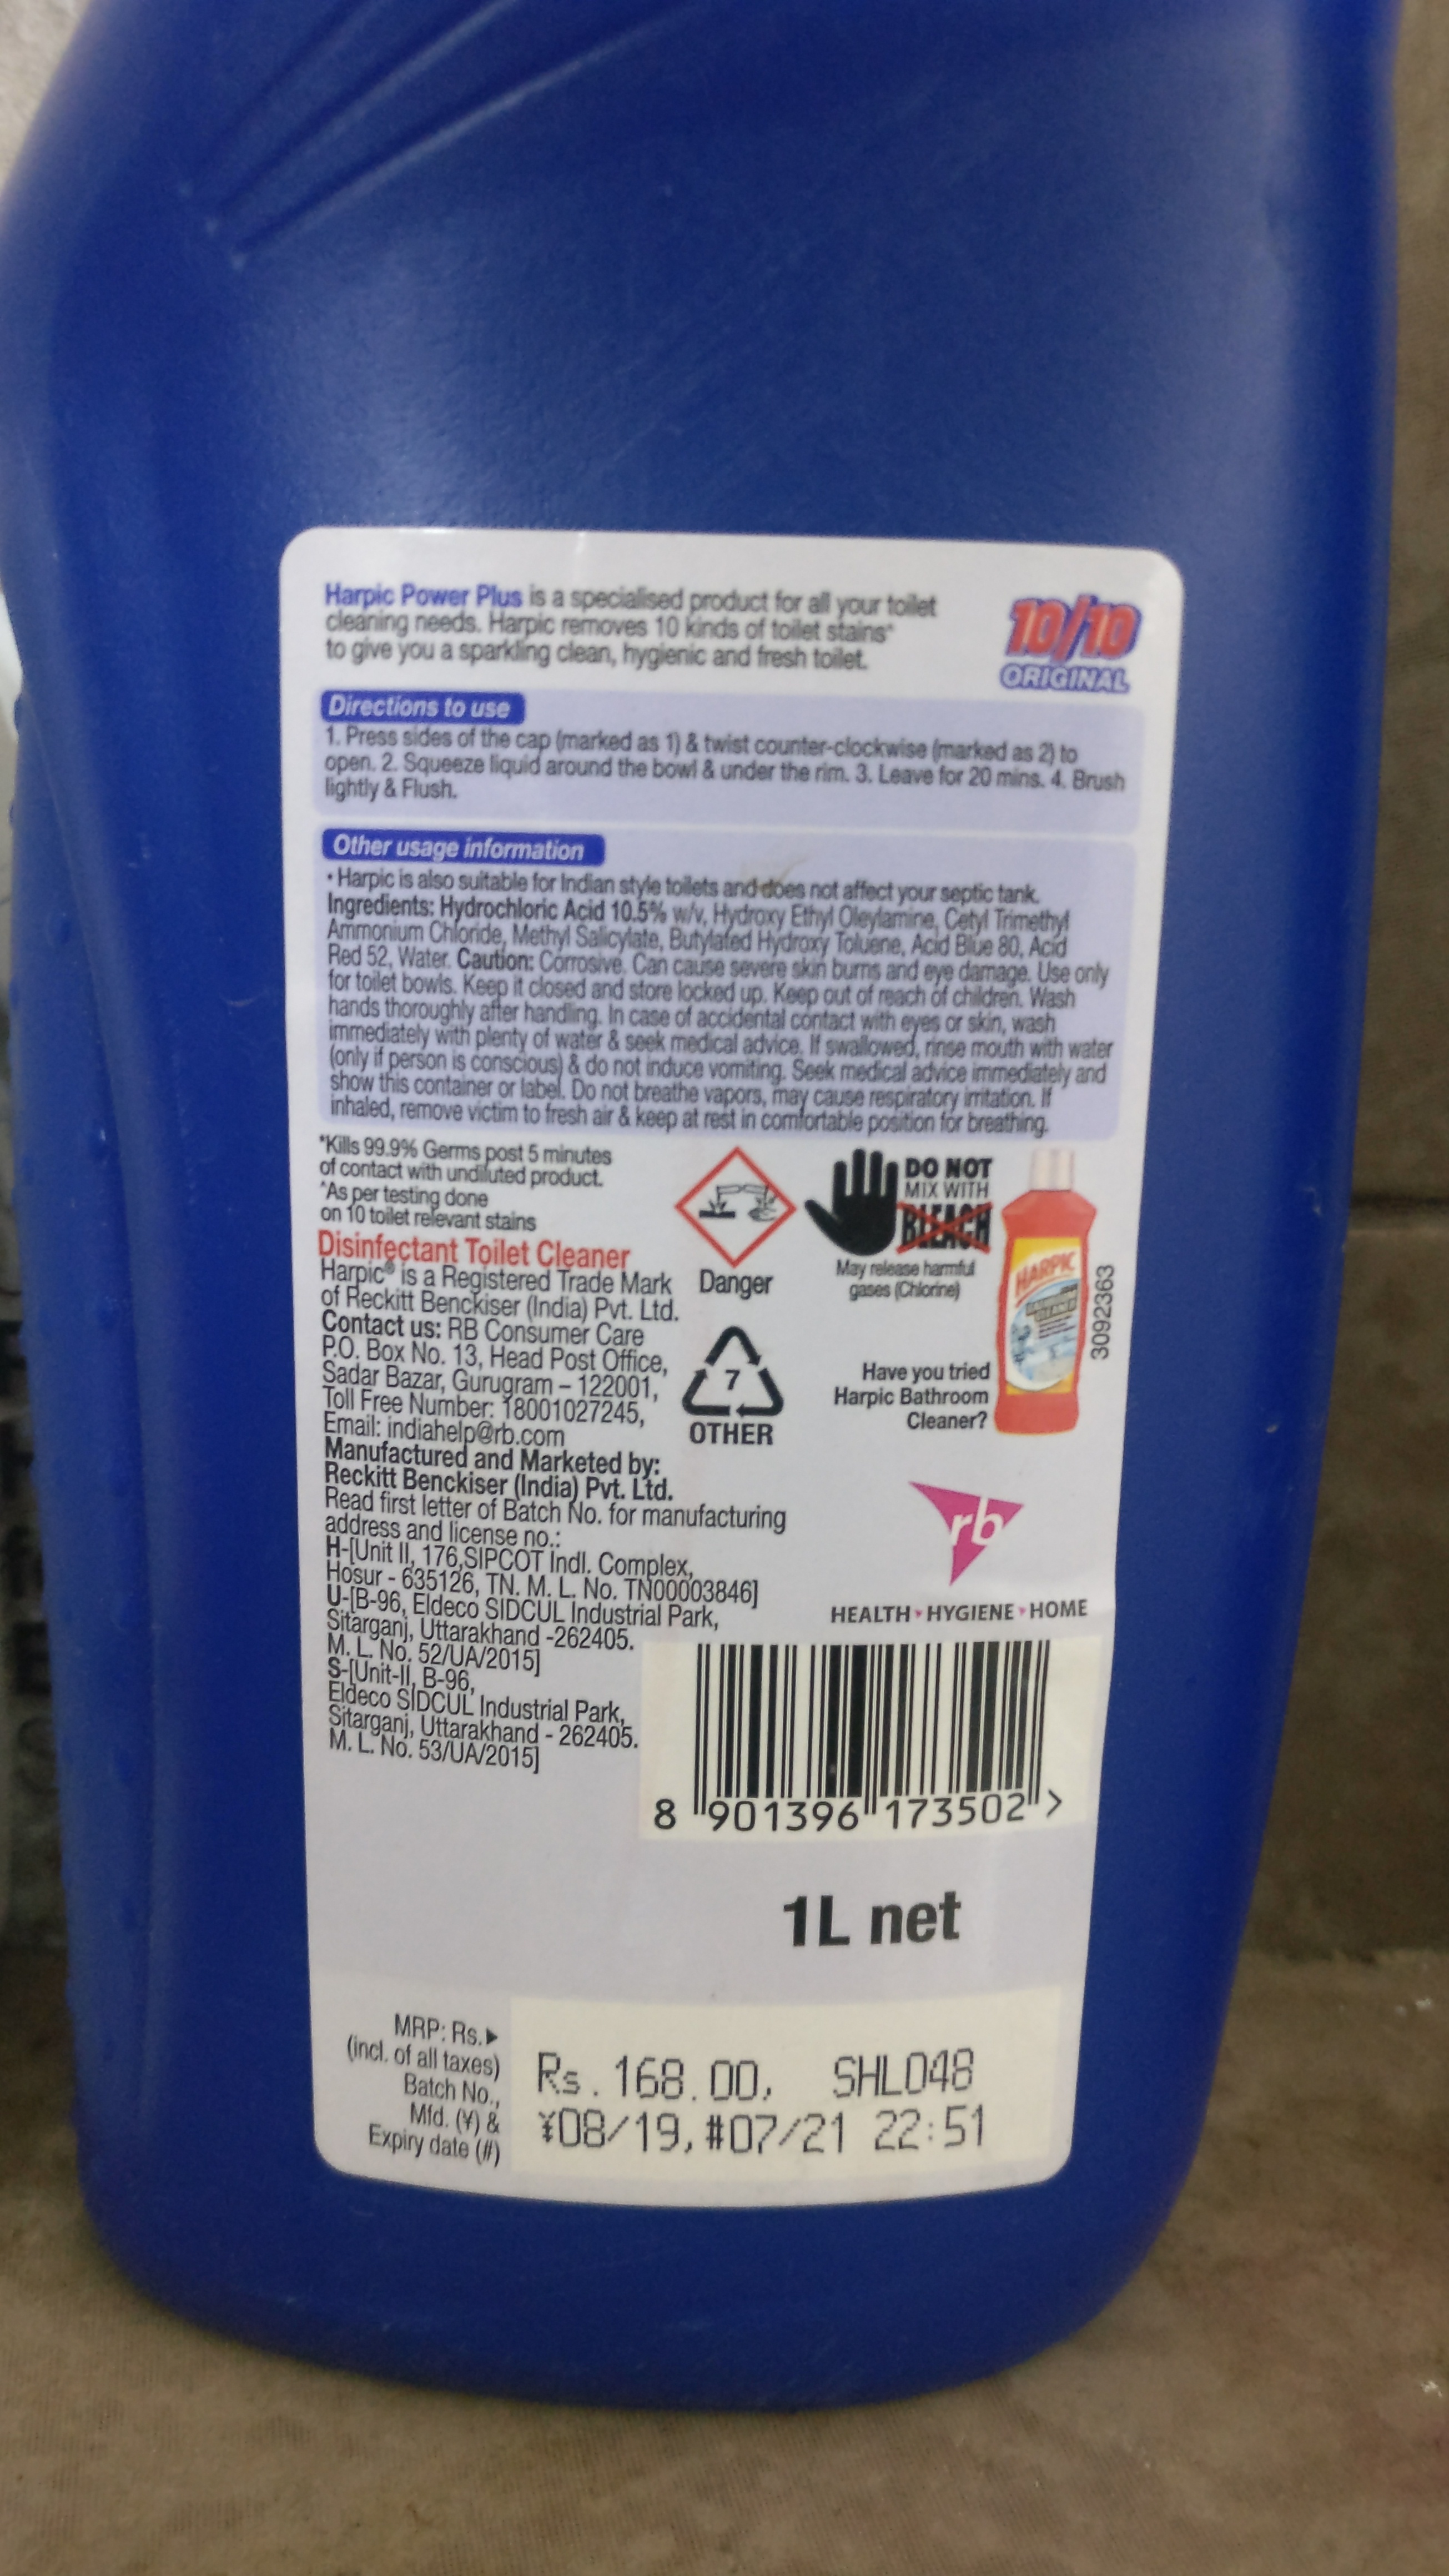 Harpic Power Plus is a specialised product for all your toilet
cleaning needs. Harpic removes 10 kinds of toilet stains^
to give you a sparkling clean, hygienic and fresh toilet.
10/10
ORIGINAL
Directions to use
1. Press sides of the cap (marked as 1) & twist counter-clockwise (marked as 2) to
open. 2. Squeeze liquid around the bowl & under the rim. 3. Leave for 20 mins. 4. Brush
lightly & Flush.
Other usage information
• Harpic is also suitable for Indian style toilets and does not affect your septic tank.
Ingredients: Hydrochloric Acid 10.5% w/v, Hydroxy Ethyl Oleylamine, Cetyl Trimethyl
Ammonium Chloride, Methyl Salicylate, Butylated Hydroxy Toluene, Acid Blue 80, Acid
Red 52, Water. Caution: Corrosive. Can cause severe skin burns and eye damage. Use only
for toilet bowls. Keep it closed and store locked up. Keep out of reach of children. Wash
hands thoroughly after handling. In case of accidental contact with eyes or skin, wash
immediately with plenty of water & seek medical advice. If swallowed, rinse mouth with water
(only if person is conscious) & do not induce vomiting. Seek medical advice immediately and
show this container or label. Do not breathe vapors, may cause respiratory irritation. If
inhaled, remove victim to fresh air & keep at rest in comfortable position for breathing.
*Kills 99.9% Germs post 5 minutes
of contact with undiluted product.
^As per testing done
on 10 toilet relevant stains
Disinfectant Toilet Cleaner
Harpic® is a Registered Trade Mark
of Reckitt Benckiser (India) Pvt. Ltd.
Contact us: RB Consumer Care
P.O. Box No. 13, Head Post Office,
Sadar Bazar, Gurugram – 122001,
Toll Free Number: 18001027245,
Email: indiahelp@rb.com
Manufactured and Marketed by:
Reckitt Benckiser (India) Pvt. Ltd.
Read first letter of Batch No. for manufacturing
address and license no.:
H-[Unit II, 176,SIPCOT Indl. Complex,
Hosur - 635126, TN. M. L. No. TN00003846]
U-[B-96, Eldeco SIDCUL Industrial Park,
Sitarganj, Uttarakhand -262405.
M. L. No. 52/UA/2015]
S-[Unit-II, B-96,
Eldeco SIDCUL Industrial Park,
Sitarganj, Uttarakhand - 262405.
M. L. No. 53/UA/2015]
Danger
7
OTHER
DO NOT
MIX WITH
BLEACH
May release harmful
gases (Chlorine)
HARPIC
3092363
Have you tried
Harpic Bathroom
Cleaner?
rb
HEALTH HYGIENE HOME
8 901396 173502 >
1L net
MRP: Rs.▶
(incl. of all taxes)
Batch No.,
Mfd. (¥) &
Expiry date (#)
Rs. 168.00, SHL048
¥08/19, #07/21 22:51